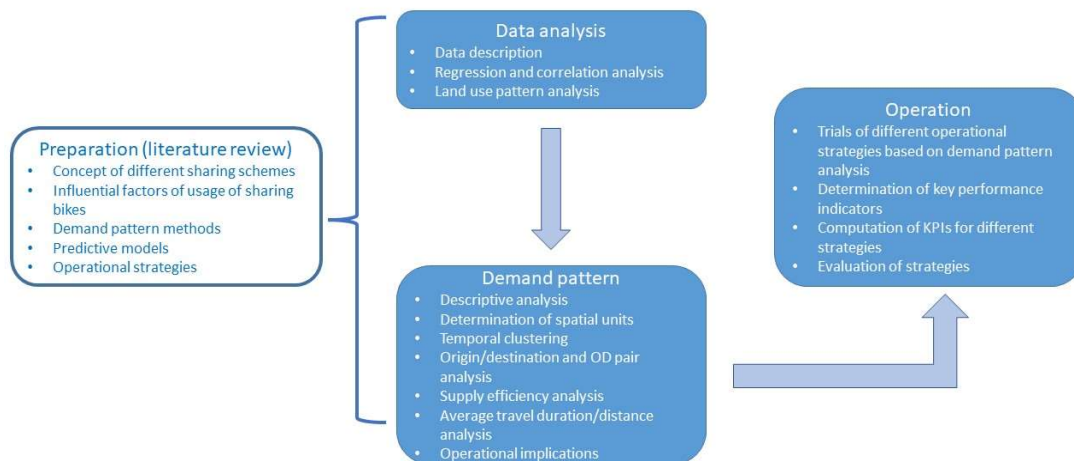 Preparation (literature review)
• Concept of different sharing schemes
• Influential factors of usage of sharing
bikes
• Demand pattern methods
• Predictive models
• Operational strategies
Data analysis
• Data description
• Regression and correlation analysis
• Land use pattern analysis
Demand pattern
• Descriptive analysis
• Determination of spatial units
• Temporal clustering
• Origin/destination and OD pair
analysis
• Supply efficiency analysis
• Average travel duration/distance
analysis
• Operational implications
Operation
• Trials of different operational
strategies based on demand pattern
analysis
• Determination of key performance
indicators
• Computation of KPIs for different
strategies
• Evaluation of strategies